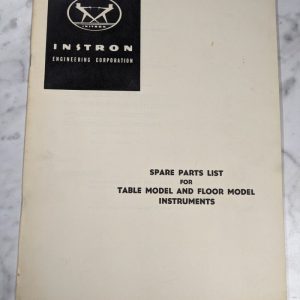 INSTRON
INSTRON
ENGINEERING CORPORATION
SPARE PARTS LIST
FOR
TABLE MODEL AND FLOOR MODEL
INSTRUMENTS